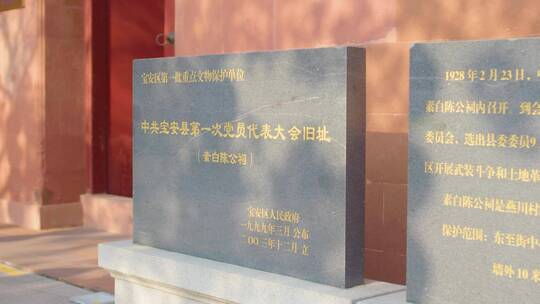 宝安区第一批重点文物保护单位
中共宝安县第一次党员代表大会旧址
（素白陈公祠）
宝安区人民政府
一九九九年三月公布
二〇〇三年十二月立
1928年2月23日，
素白陈公祠内召开，到会
委员会，选出县委委员9
区开展武装斗争和土地革
素白陈公祠是燕川村
保护范围：东至街中
墙外10米